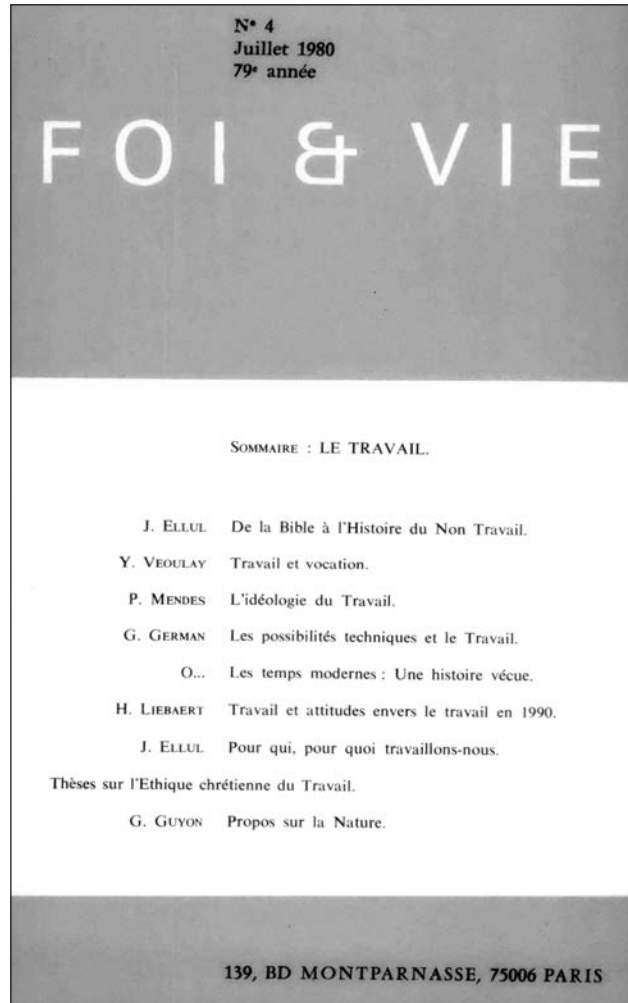 N° 4
Juillet 1980
79e année
FOI & VIE
SOMMAIRE : LE TRAVAIL.
J. ELLUL De la Bible à l'Histoire du Non Travail.
Y. VEOULAY Travail et vocation.
P. MENDES L'idéologie du Travail.
G. GERMAN Les possibilités techniques et le Travail.
O... Les temps modernes : Une histoire vécue.
H. LIEBAERT Travail et attitudes envers le travail en 1990.
J. ELLUL Pour qui, pour quoi travaillons-nous.
Thèses sur l'Ethique chrétienne du Travail.
G. GUYON Propos sur la Nature.
139, BD MONTPARNASSE, 75006 PARIS